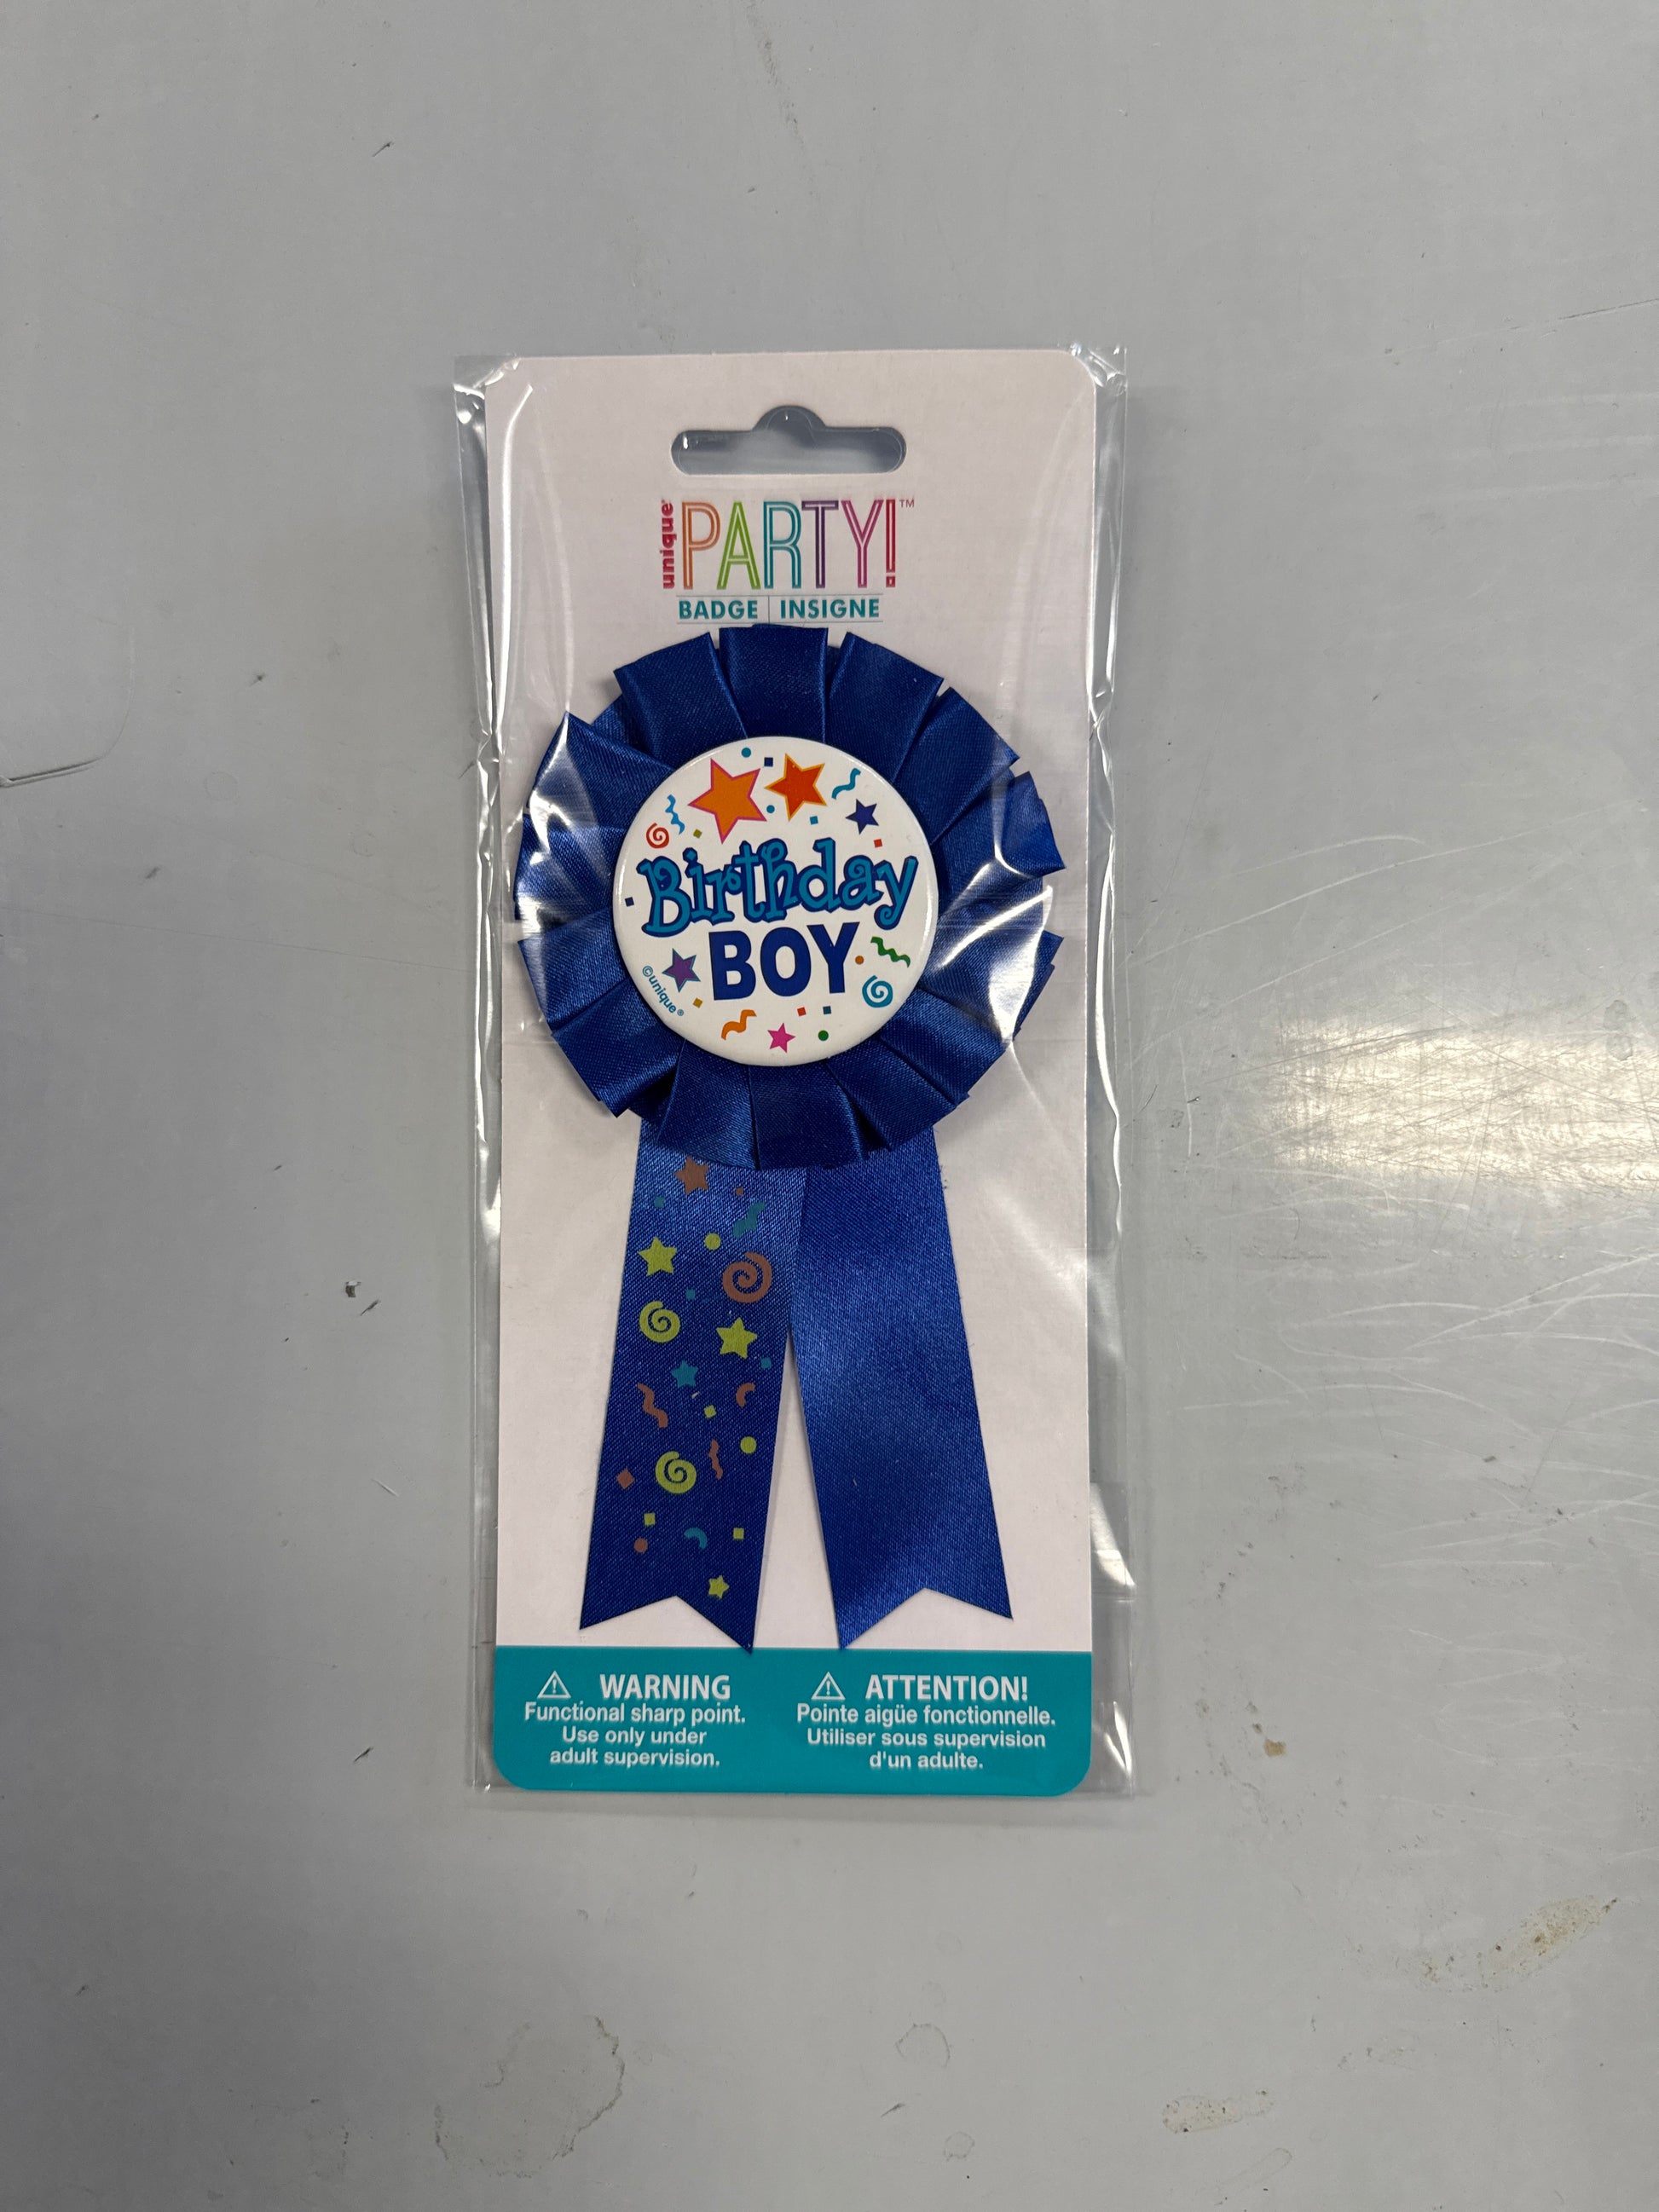 unique®
PARTY!™
BADGE INSIGNE
Birthday
BOY
©unique®
WARNING
Functional sharp point.
Use only under
adult supervision.
ATTENTION!
Pointe aigüe fonctionnelle.
Utiliser sous supervision
d'un adulte.